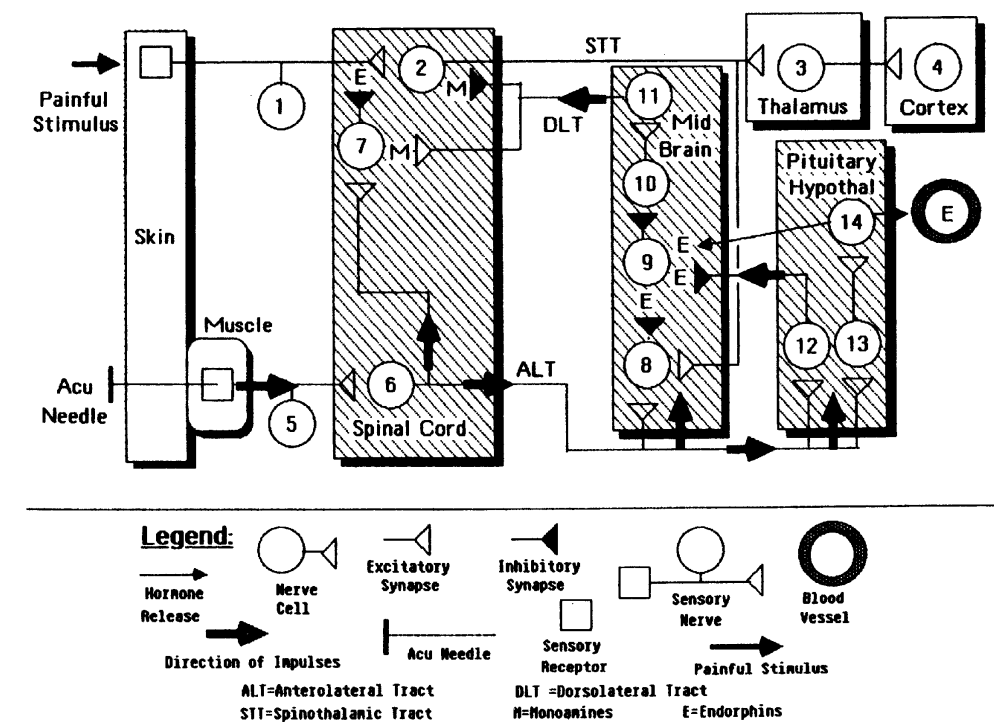 STT
1
E
2
M
7
M
DLT
11
Mid
Brain
10
9
E
E
E
8
3
Thalamus
4
Cortex
Pituitary
Hypothal
14
E
12
13
Painful
Stimulus
Skin
Muscle
Acu
Needle
5
6
Spinal Cord
ALT
Legend:
Hormone
Release
Nerve
Cell
Excitatory
Synapse
Inhibitory
Synapse
Sensory
Nerve
Blood
Vessel
Direction of Impulses
Acu Needle
Sensory
Receptor
Painful Stimulus
ALT=Anterolateral Tract
DLT =Dorsolateral Tract
STT=Spinothalamic Tract
M=Monoamines
E=Endorphins